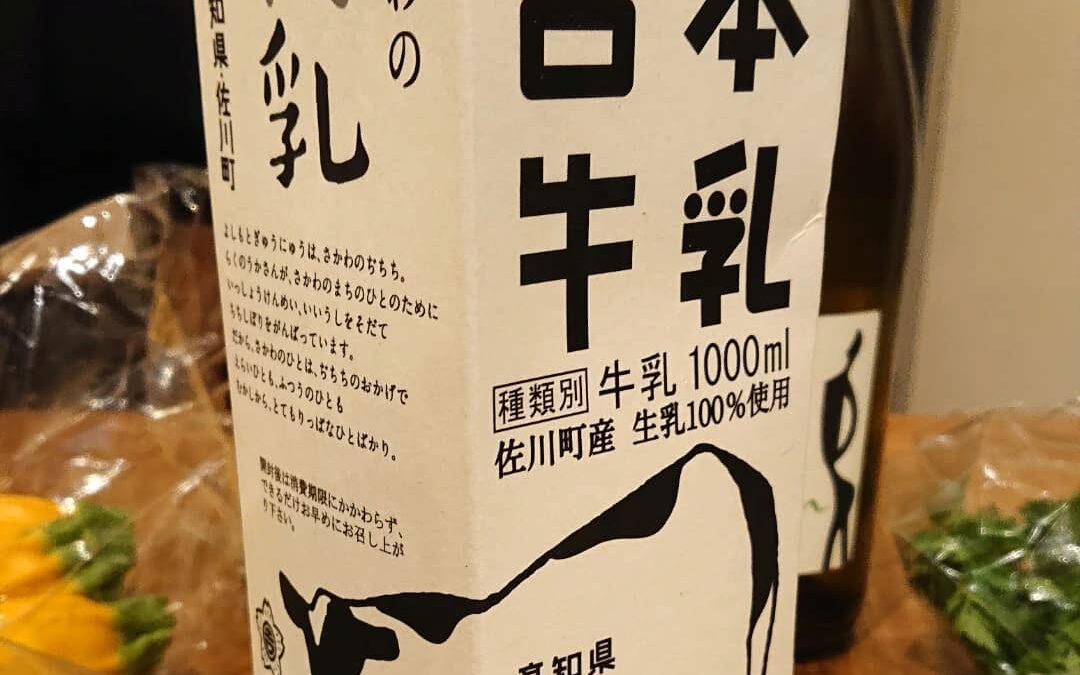 本
牛乳
種類別 牛乳 1000ml
佐川町産 生乳100%使用
高知県
の
乳
知県・佐川町
よしもとぎゅうにゅうは、さかわのぢちち。
らくのうかさんが、さかわのまちのひとのために
いっしょうけんめい、いいうしをそだて
ちちしぼりをがんばっています。
だから、さかわのひとは、ぢちちのおかげで
えらいひとも、ふつうのひとも
むかしから、とてもりっぱなひとばかり。
開封後は消費期限にかかわらず、
できるだけお早めにお召し上が
り下さい。